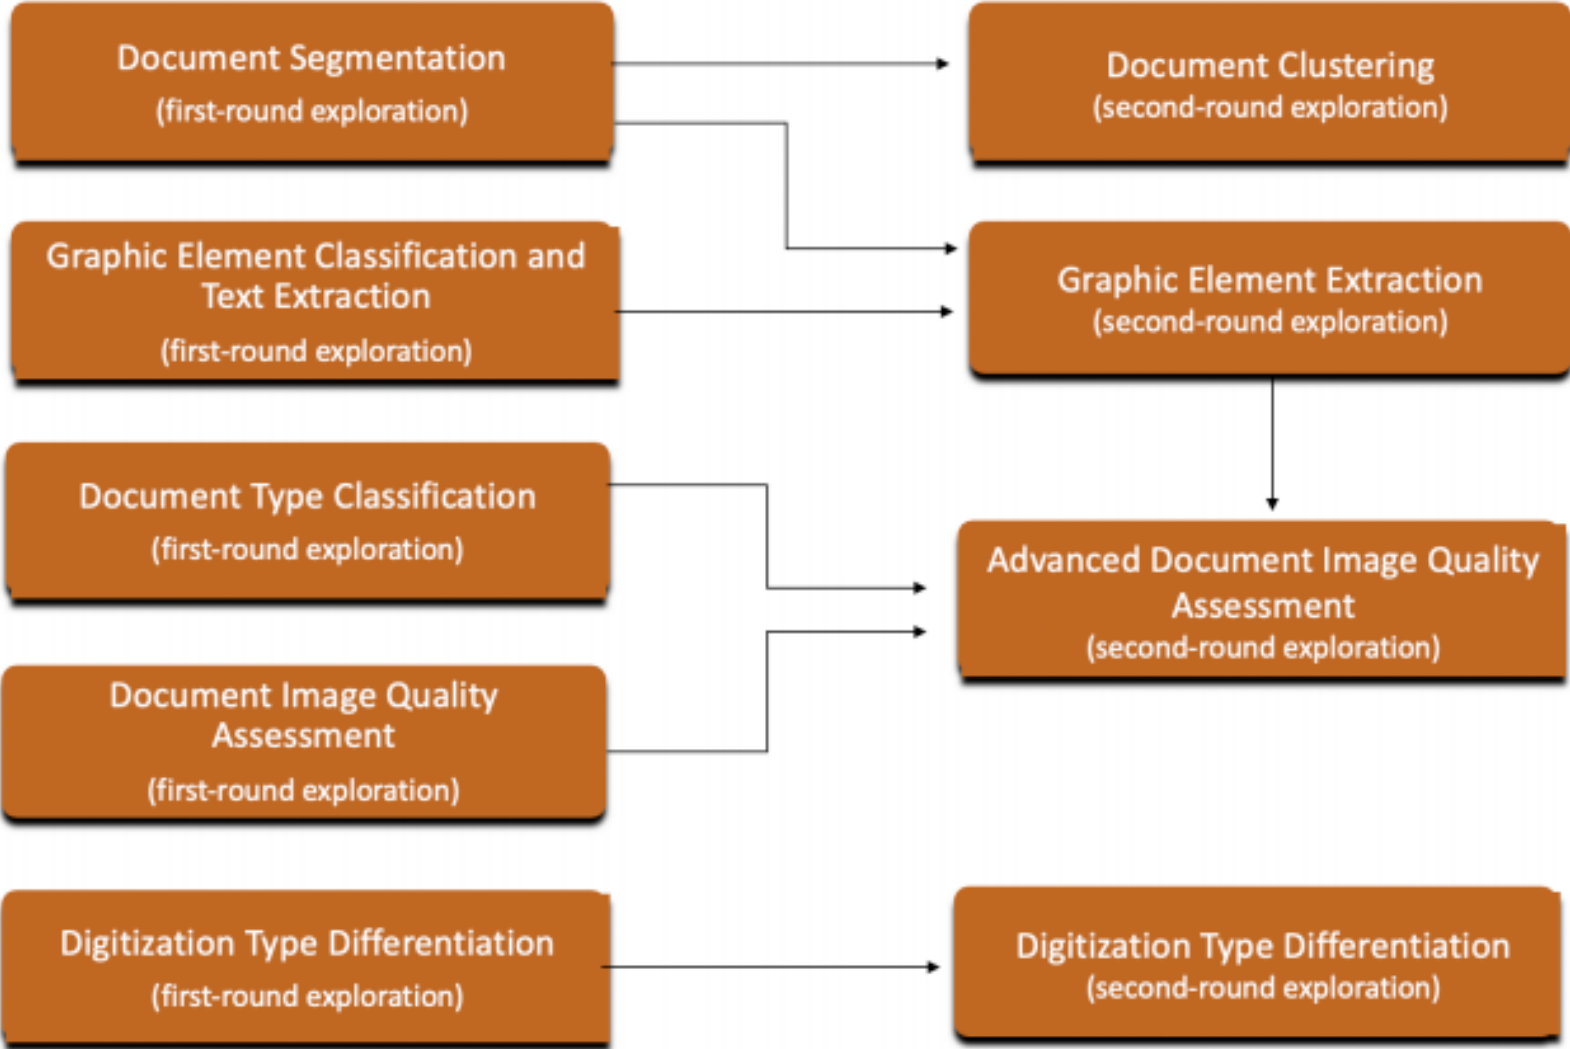 Document Segmentation
(first-round exploration)
Document Clustering
(second-round exploration)
Graphic Element Classification and
Text Extraction
(first-round exploration)
Graphic Element Extraction
(second-round exploration)
Document Type Classification
(first-round exploration)
Advanced Document Image Quality
Assessment
(second-round exploration)
Document Image Quality
Assessment
(first-round exploration)
Digitization Type Differentiation
(first-round exploration)
Digitization Type Differentiation
(second-round exploration)